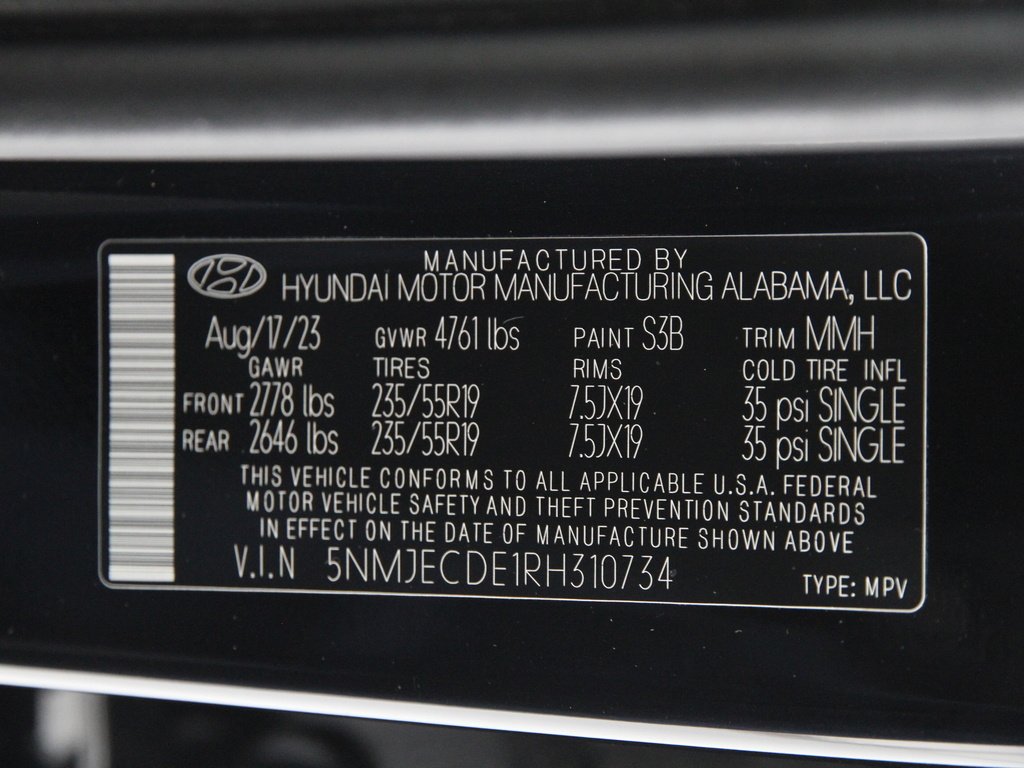 MANUFACTURED BY
HYUNDAI MOTOR MANUFACTURING ALABAMA, LLC
Aug/17/23 GVWR 4761 lbs PAINT S3B TRIM MMH
GAWR TIRES RIMS COLD TIRE INFL
FRONT 2778 lbs 235/55R19 7.5JX19 35 psi SINGLE
REAR 2646 lbs 235/55R19 7.5JX19 35 psi SINGLE
THIS VEHICLE CONFORMS TO ALL APPLICABLE U.S.A. FEDERAL
MOTOR VEHICLE SAFETY AND THEFT PREVENTION STANDARDS
IN EFFECT ON THE DATE OF MANUFACTURE SHOWN ABOVE
V.I.N 5NMJECDE1RH310734 TYPE: MPV